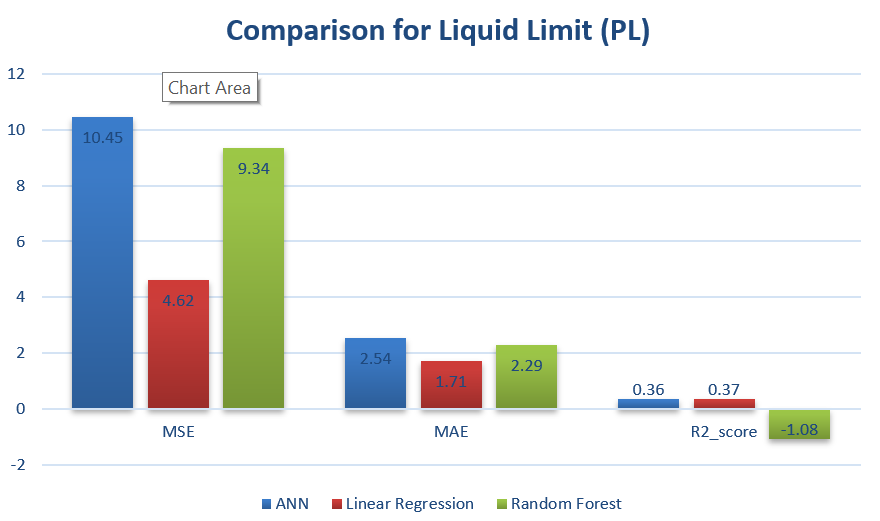 Comparison for Liquid Limit (PL)
12
Chart Area
10
10.45
9.34
8
6
4.62
4
2
2.54
1.71
2.29
0.36
0.37
0
MSE
MAE
R2_score
-1.08
-2
ANN
Linear Regression
Random Forest